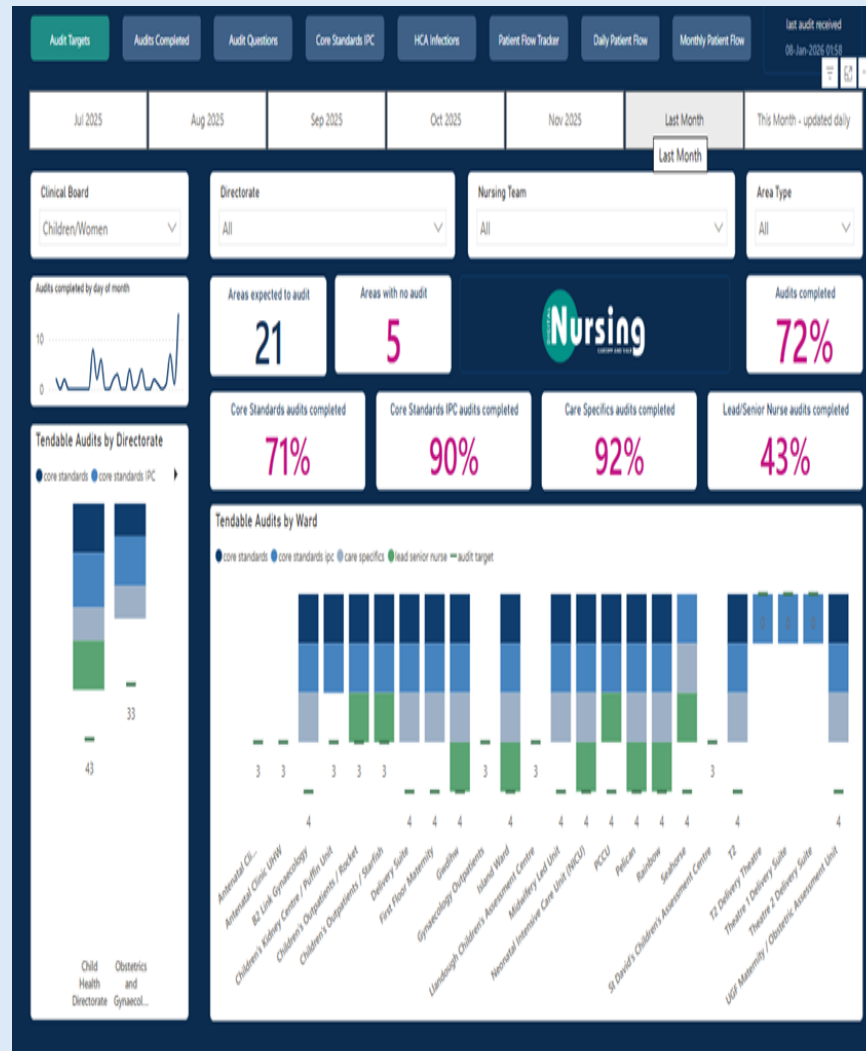 Audit Targets
Audits Completed
Audit Questions
Core Standards IPC
HCA Infections
Patient Flow Tracker
Daily Patient Flow
Monthly Patient Flow
last audit received
08-Jan-2026 01:58
Jul 2025
Aug 2025
Sep 2025
Oct 2025
Nov 2025
Last Month
This Month - updated daily
Last Month
Clinical Board
Children/Women
Directorate
All
Nursing Team
All
Area Type
All
Audits completed by day of month
10
0
Areas expected to audit
21
Areas with no audit
5
DIGITAL
Nursing
Audits completed
72%
Core Standards audits completed
71%
Core Standards IPC audits completed
90%
Care Specifics audits completed
92%
Lead/Senior Nurse audits completed
43%
Tendable Audits by Directorate
core standards core standards IPC
33
43
Child Health Directorate
Obstetrics and Gynaecol...
Tendable Audits by Ward
core standards core standards ipc care specifics lead senior nurse audit target
0 0 0
3 3 3 3 3 3 3 3
4 4 4 4 4 4 4 4 4 4 4 4 4
Antenatal Cli...
Antenatal Clinic UHW
B2 Link Gynaecology
Children's Kidney Centre / Puffin Unit
Children's Outpatients / Rocket
Children's Outpatients / Starfish
Delivery Suite
First Floor Maternity
Gwdihw
Gynaecology Outpatients
Island Ward
Llandough Children's Assessment Centre
Midwifery Led Unit
Neonatal Intensive Care Unit (NICU)
PCCU
Pelican
Rainbow
Seahorse
St David's Children's Assessment Centre
T2
T2 Delivery Theatre
Theatre 1 Delivery Suite
Theatre 2 Delivery Suite
UGF Maternity / Obstetric Assessment Unit